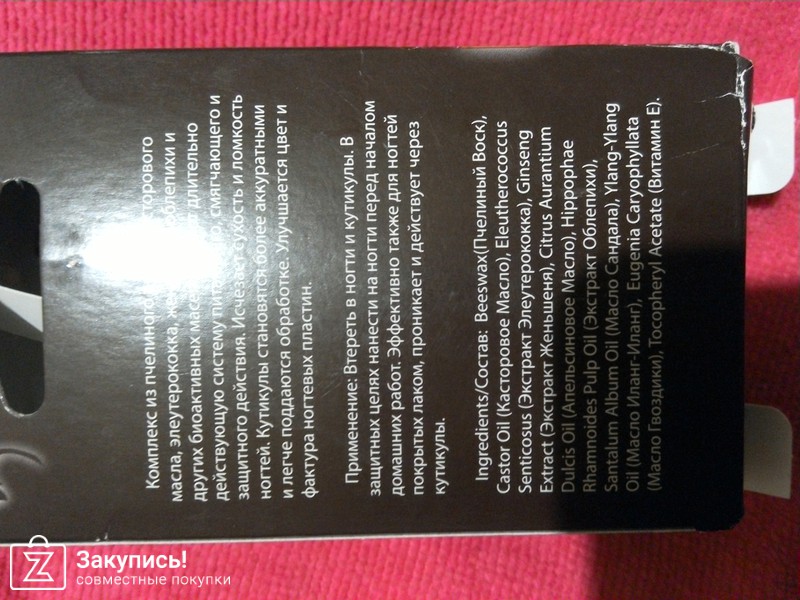 Комплекс из пчелиного касторового
масла, элеутерококка, облепихи и
других биоактивных длительно
действующую систему смягчающего и
защитного действия. Исчезает сухость и ломкость
ногтей. Кутикулы становятся более аккуратными
и легче поддаются обработке. Улучшается цвет и
фактура ногтевых пластин.
Применение: Втереть в ногти и кутикулы. В
защитных целях нанести на ногти перед началом
домашних работ. Эффективно также для ногтей
покрытых лаком, проникает и действует через
кутикулы.
Ingredients/Состав: Beeswax(Пчелиный Воск),
Castor Oil (Касторовое Масло), Eleutherococcus
Senticosus (Экстракт Элеутерококка), Ginseng
Extract (Экстракт Женьшеня), Citrus Aurantium
Dulcis Oil (Апельсиновое Масло), Hippophae
Rhamnoides Pulp Oil (Экстракт Облепихи),
Santalum Album Oil (Масло Сандала), Ylang-Ylang
Oil (Масло Иланг-Иланг), Eugenia Caryophyllata
(Масло Гвоздики), Tocopheryl Acetate (Витамин Е).
Закупись!
совместные покупки